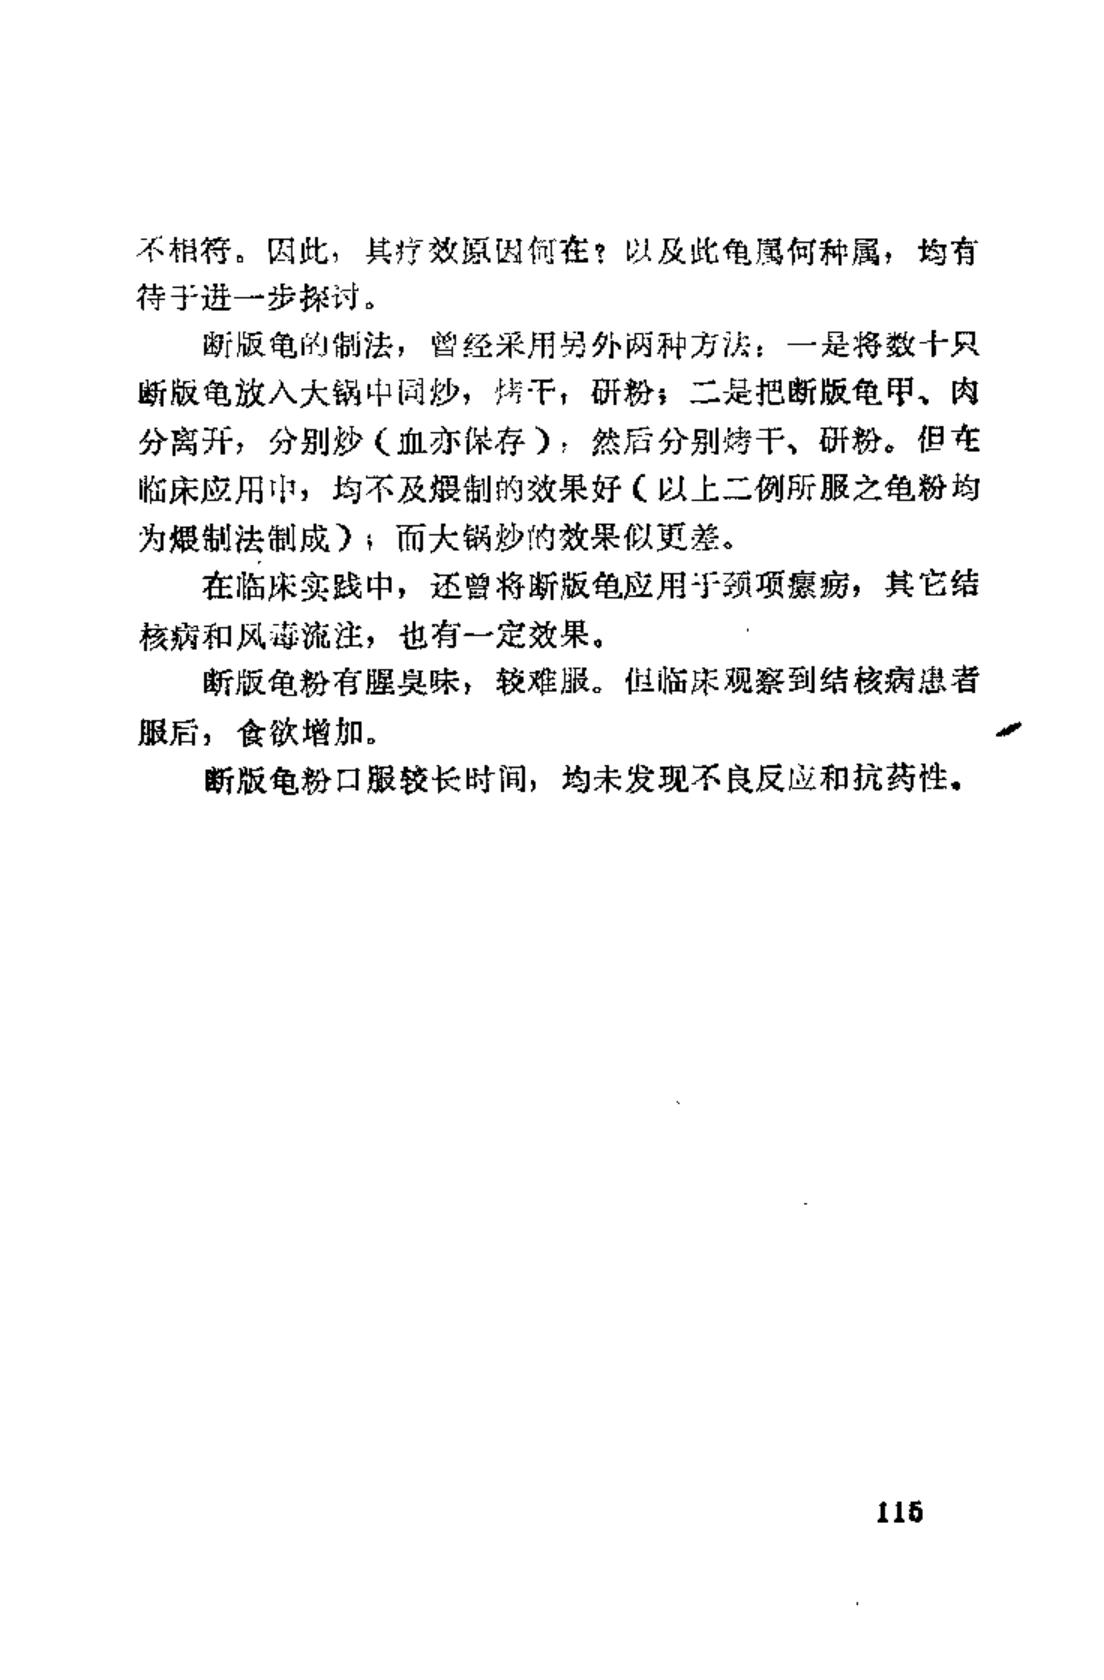 不相符。因此，其疗效原因何在？以及此龟属何种属，均有
待于进一步探讨。
断版龟的制法，曾经采用另外两种方法：一是将数十只
断版龟放入大锅中同炒，烤干，研粉；二是把断版龟甲、肉
分离开，分别炒（血亦保存），然后分别烤干、研粉。但在
临床应用中，均不及煨制的效果好（以上二例所服之龟粉均
为煨制法制成）；而大锅炒的效果似更差。
在临床实践中，还曾将断版龟应用于颈项瘰疬，其它结
核病和风毒流注，也有一定效果。
断版龟粉有腥臭味，较难服。但临床观察到结核病患者
服后，食欲增加。
断版龟粉口服较长时间，均未发现不良反应和抗药性。
115